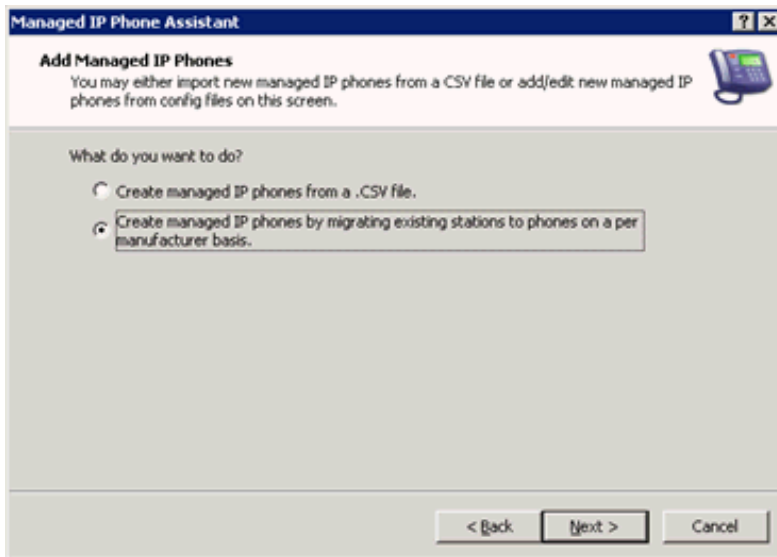 Managed IP Phone Assistant
Add Managed IP Phones
You may either import new managed IP phones from a CSV file or add/edit new managed IP
phones from config files on this screen.
What do you want to do?
Create managed IP phones from a .CSV file.
Create managed IP phones by migrating existing stations to phones on a per
manufacturer basis.
< Back
Next >
Cancel